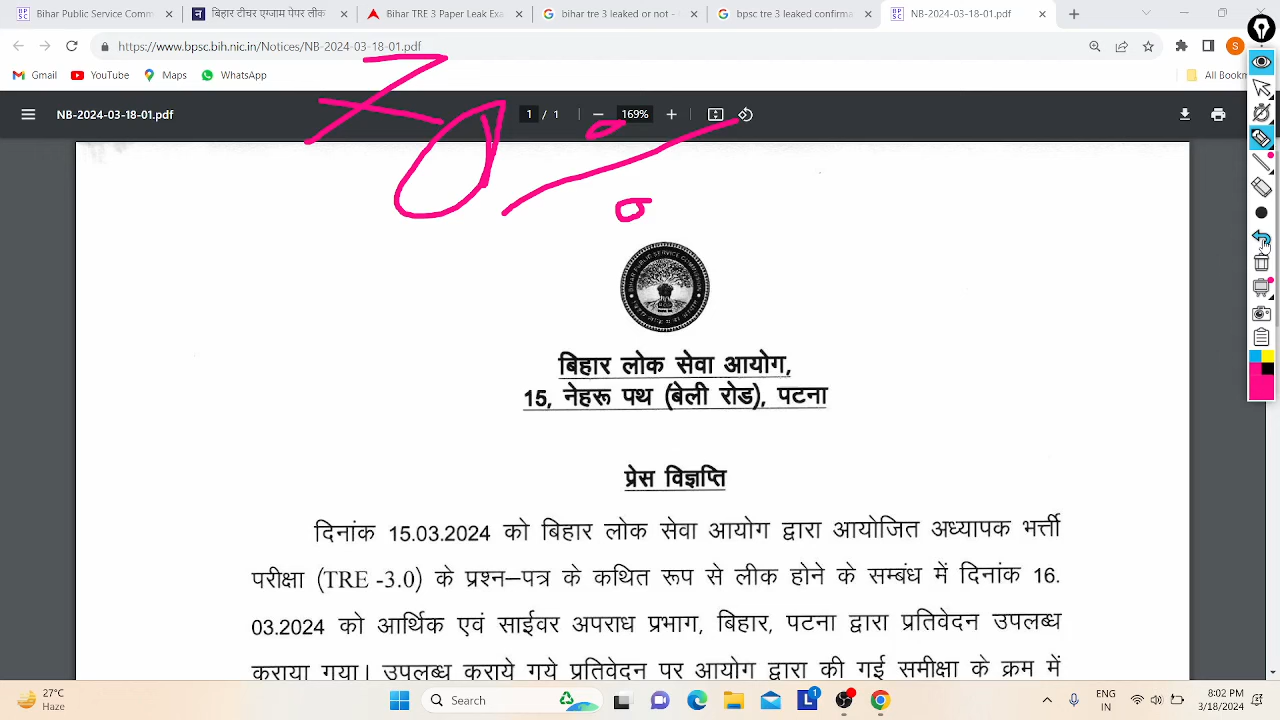 Bihar Public Service Comm
बिहार टीचर एग्जाम पेपर लीक
Bihar TRE 3 Paper Leak Exa
bihar tre 3 leaked or not -
bpsc tre 3 leaked confirma
NB-2024-03-18-01.pdf
https://www.bpsc.bih.nic.in/Notices/NB-2024-03-18-01.pdf
S
Gmail
YouTube
Maps
WhatsApp
All Bookm
NB-2024-03-18-01.pdf
1 / 1
169%
70%
बिहार लोक सेवा आयोग,
15, नेहरू पथ (बेली रोड), पटना
प्रेस विज्ञप्ति
दिनांक 15.03.2024 को बिहार लोक सेवा आयोग द्वारा आयोजित अध्यापक भर्त्ती
परीक्षा (TRE -3.0) के प्रश्न–पत्र के कथित रूप से लीक होने के सम्बंध में दिनांक 16.
03.2024 को आर्थिक एवं साईवर अपराध प्रभाग, बिहार, पटना द्वारा प्रतिवेदन उपलब्ध
कराया गया। उपलब्ध कराये गये प्रतिवेदन पर आयोग द्वारा की गई समीक्षा के क्रम में
27°C
Haze
Search
1
ENG
IN
8:02 PM
3/18/2024